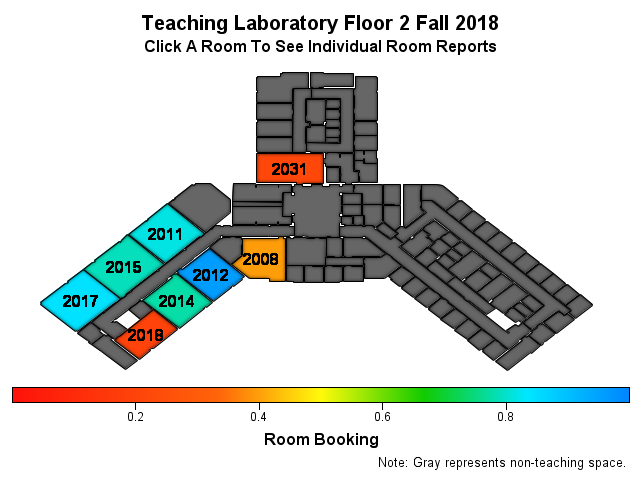 Teaching Laboratory Floor 2 Fall 2018
Click A Room To See Individual Room Reports
2031
2011
2008
2015
2012
2017
2014
2018
0.2 0.4 0.6 0.8
Room Booking
Note: Gray represents non-teaching space.